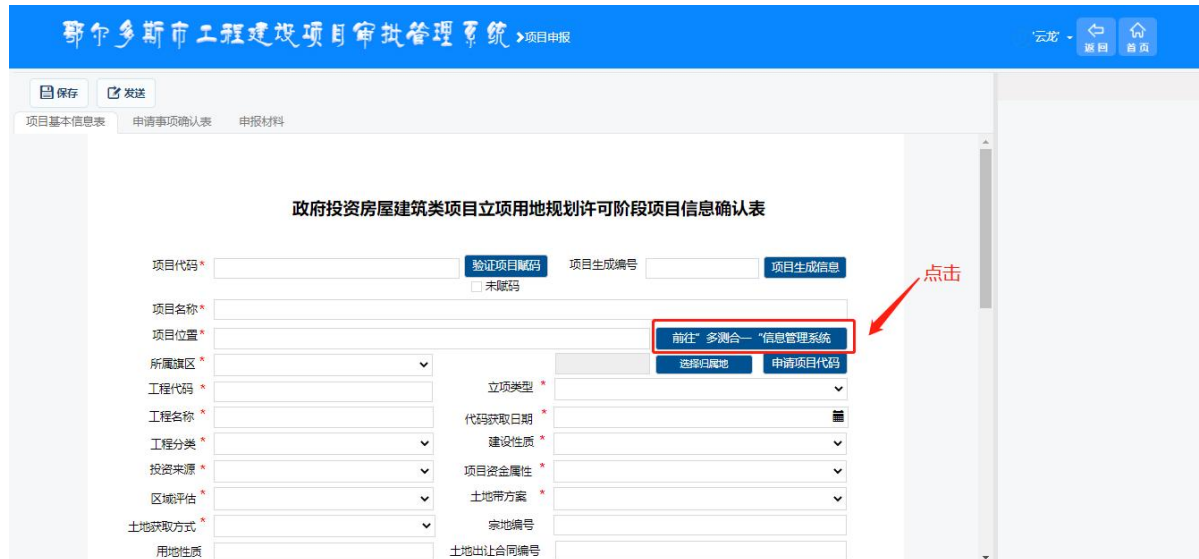 鄂尔多斯市工程建设项目审批管理系统 >项目申报 '云龙' 返回 首页
保存 发送
项目基本信息表 申请事项确认表 申报材料
政府投资房屋建筑类项目立项用地规划许可阶段项目信息确认表
项目代码* 验证项目赋码 项目生成编号 项目生成信息
点击
未赋码
项目名称*
项目位置* 前往"多测合一"信息管理系统
所属旗区* 选择归属地 申请项目代码
工程代码* 立项类型*
工程名称* 代码获取日期*
工程分类* 建设性质*
投资来源* 项目资金属性*
区域评估* 土地带方案*
土地获取方式* 宗地编号
用地性质 土地出让合同编号